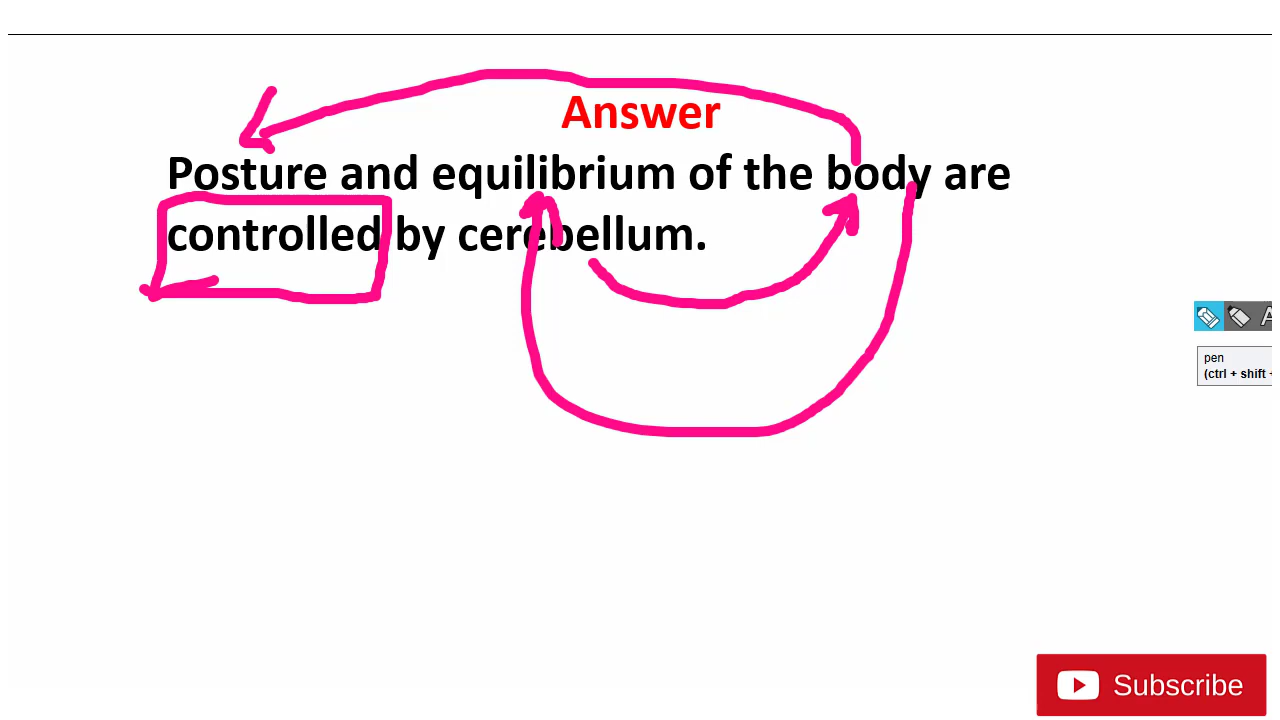 Answer
Posture and equilibrium of the body are
controlled by cerebellum.
A
pen
(ctrl + shift +
Subscribe